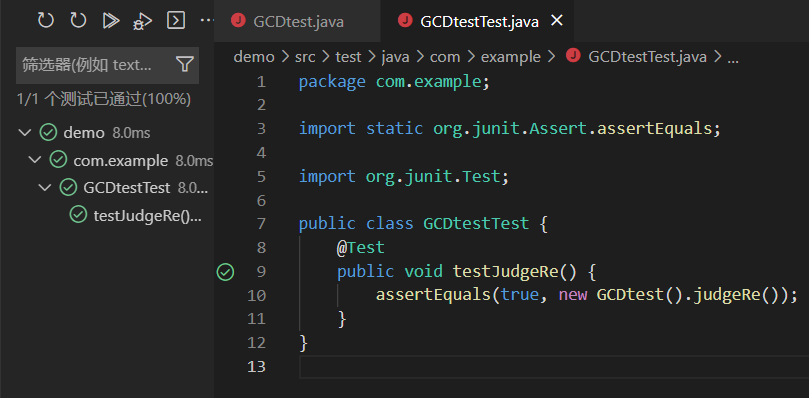 GCDtest.java
GCDtestTest.java
demo > src > test > java > com > example > GCDtestTest.java > ...
筛选器(例如 text...
1/1 个测试已通过(100%)
demo 8.0ms
com.example 8.0ms
GCDtestTest 8.0...
testJudgeRe()...
1 package com.example;
2
3 import static org.junit.Assert.assertEquals;
4
5 import org.junit.Test;
6
7 public class GCDtestTest {
8 @Test
9 public void testJudgeRe() {
10 assertEquals(true, new GCDtest().judgeRe());
11 }
12 }
13